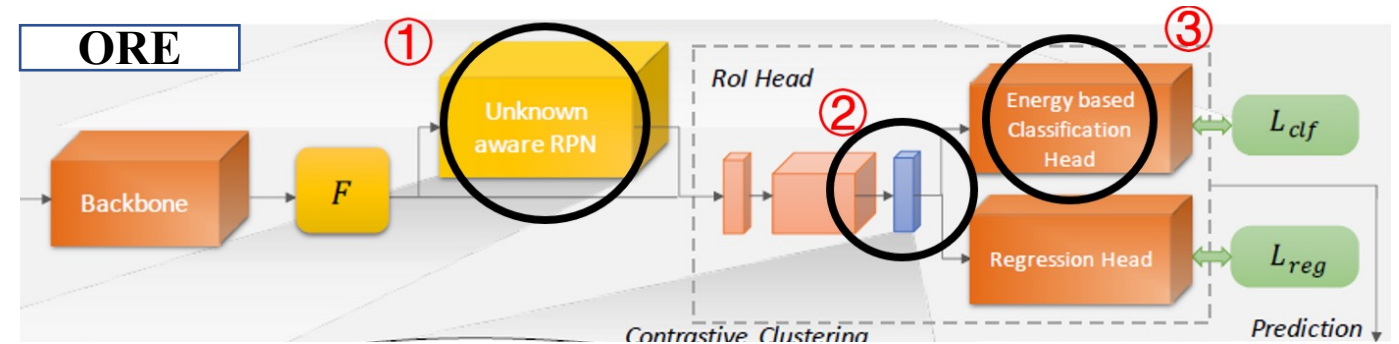 ORE
①
Unknown
aware RPN
Backbone
F
RoI Head
②
③
Energy based
Classification
Head
L_clf
Regression Head
L_reg
Contrastive Clustering
Prediction